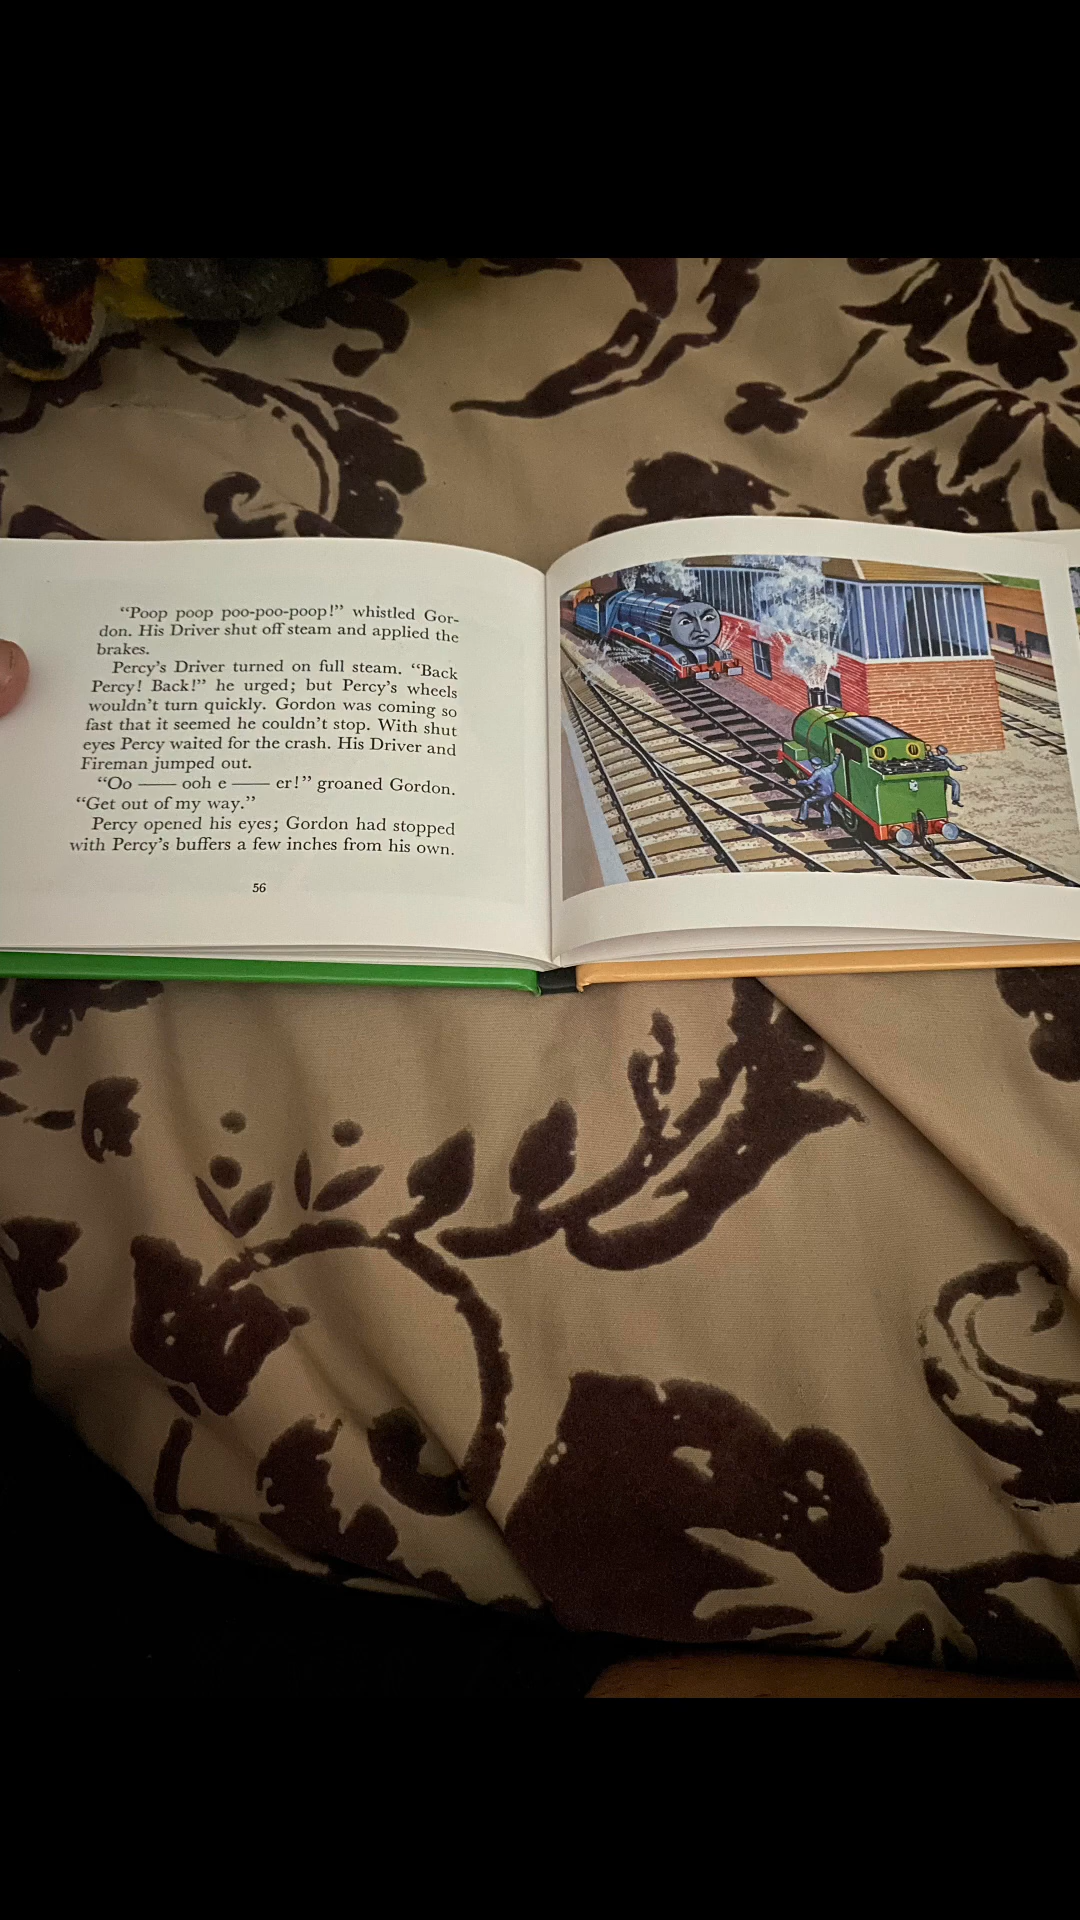 “Poop poop poo-poo-poop!” whistled Gor-
don. His Driver shut off steam and applied the
brakes.
Percy’s Driver turned on full steam. “Back
Percy! Back!” he urged; but Percy’s wheels
wouldn’t turn quickly. Gordon was coming so
fast that it seemed he couldn’t stop. With shut
eyes Percy waited for the crash. His Driver and
Fireman jumped out.
“Oo —— ooh e —— er!” groaned Gordon.
“Get out of my way.”
Percy opened his eyes; Gordon had stopped
with Percy’s buffers a few inches from his own.
56